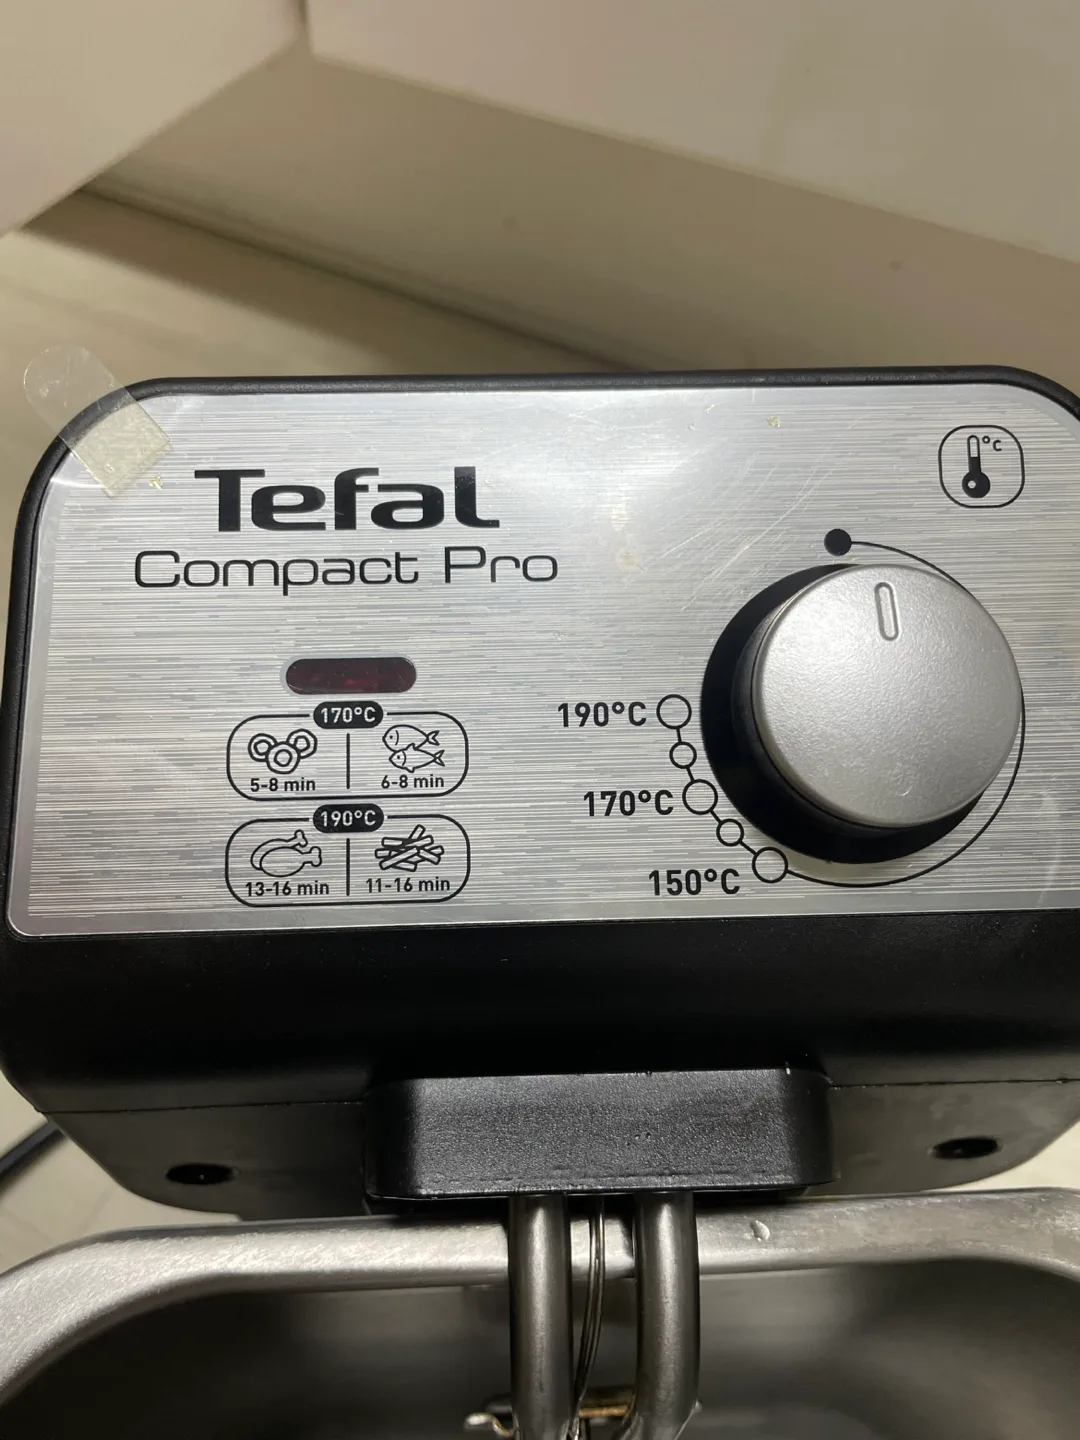 Tefal
Compact Pro
°C
170°C
5-8 min
6-8 min
190°C
13-16 min
11-16 min
190°C
170°C
150°C